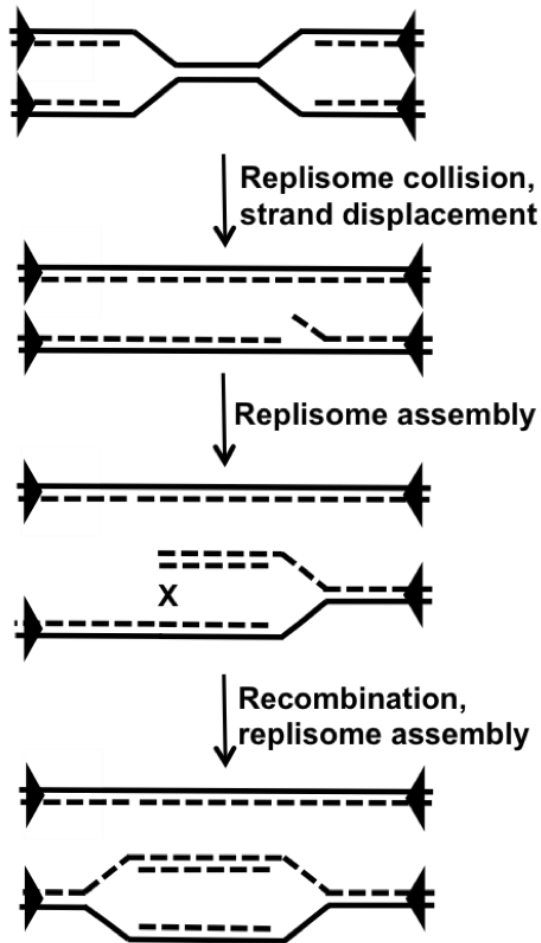 Replisome collision,
strand displacement
Replisome assembly
X
Recombination,
replisome assembly